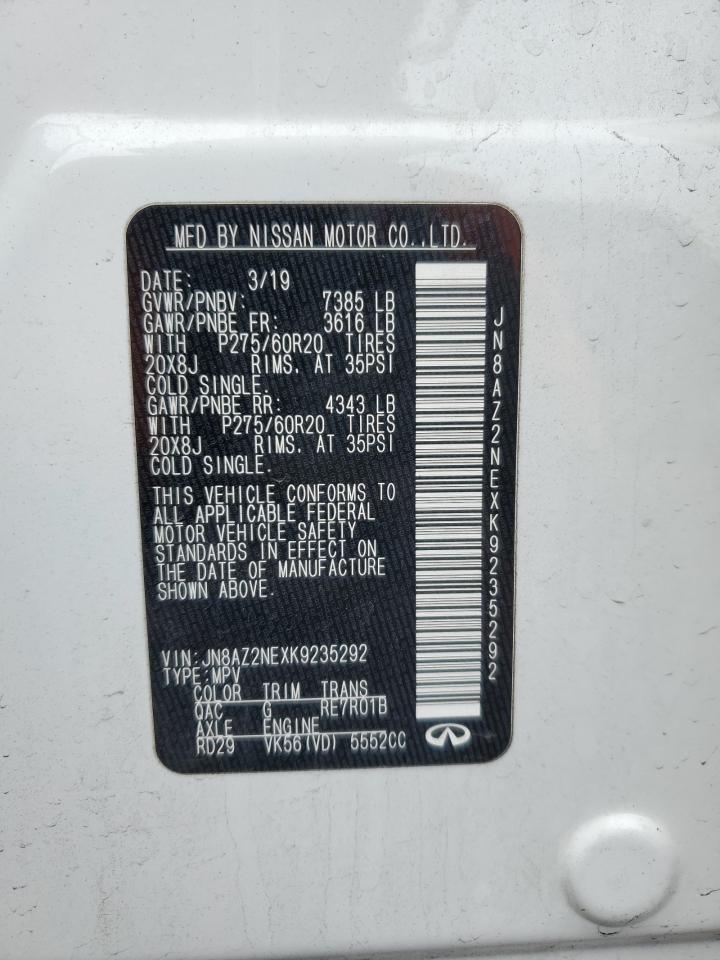 MFD BY NISSAN MOTOR CO.,LTD.
DATE: 3/19
GVWR/PNBV: 7385 LB
GAWR/PNBE FR: 3616 LB
WITH P275/60R20 TIRES
20X8J RIMS. AT 35PSI
COLD SINGLE.
GAWR/PNBE RR: 4343 LB
WITH P275/60R20 TIRES
20X8J RIMS. AT 35PSI
COLD SINGLE.
THIS VEHICLE CONFORMS TO
ALL APPLICABLE FEDERAL
MOTOR VEHICLE SAFETY
STANDARDS IN EFFECT ON
THE DATE OF MANUFACTURE
SHOWN ABOVE.
VIN:JN8AZ2NEXK9235292
TYPE:MPV
COLOR TRIM TRANS
QAC G RE7R01B
AXLE ENGINE
RD29 VK56(VD) 5552CC
JN8AZ2NEXK9235292